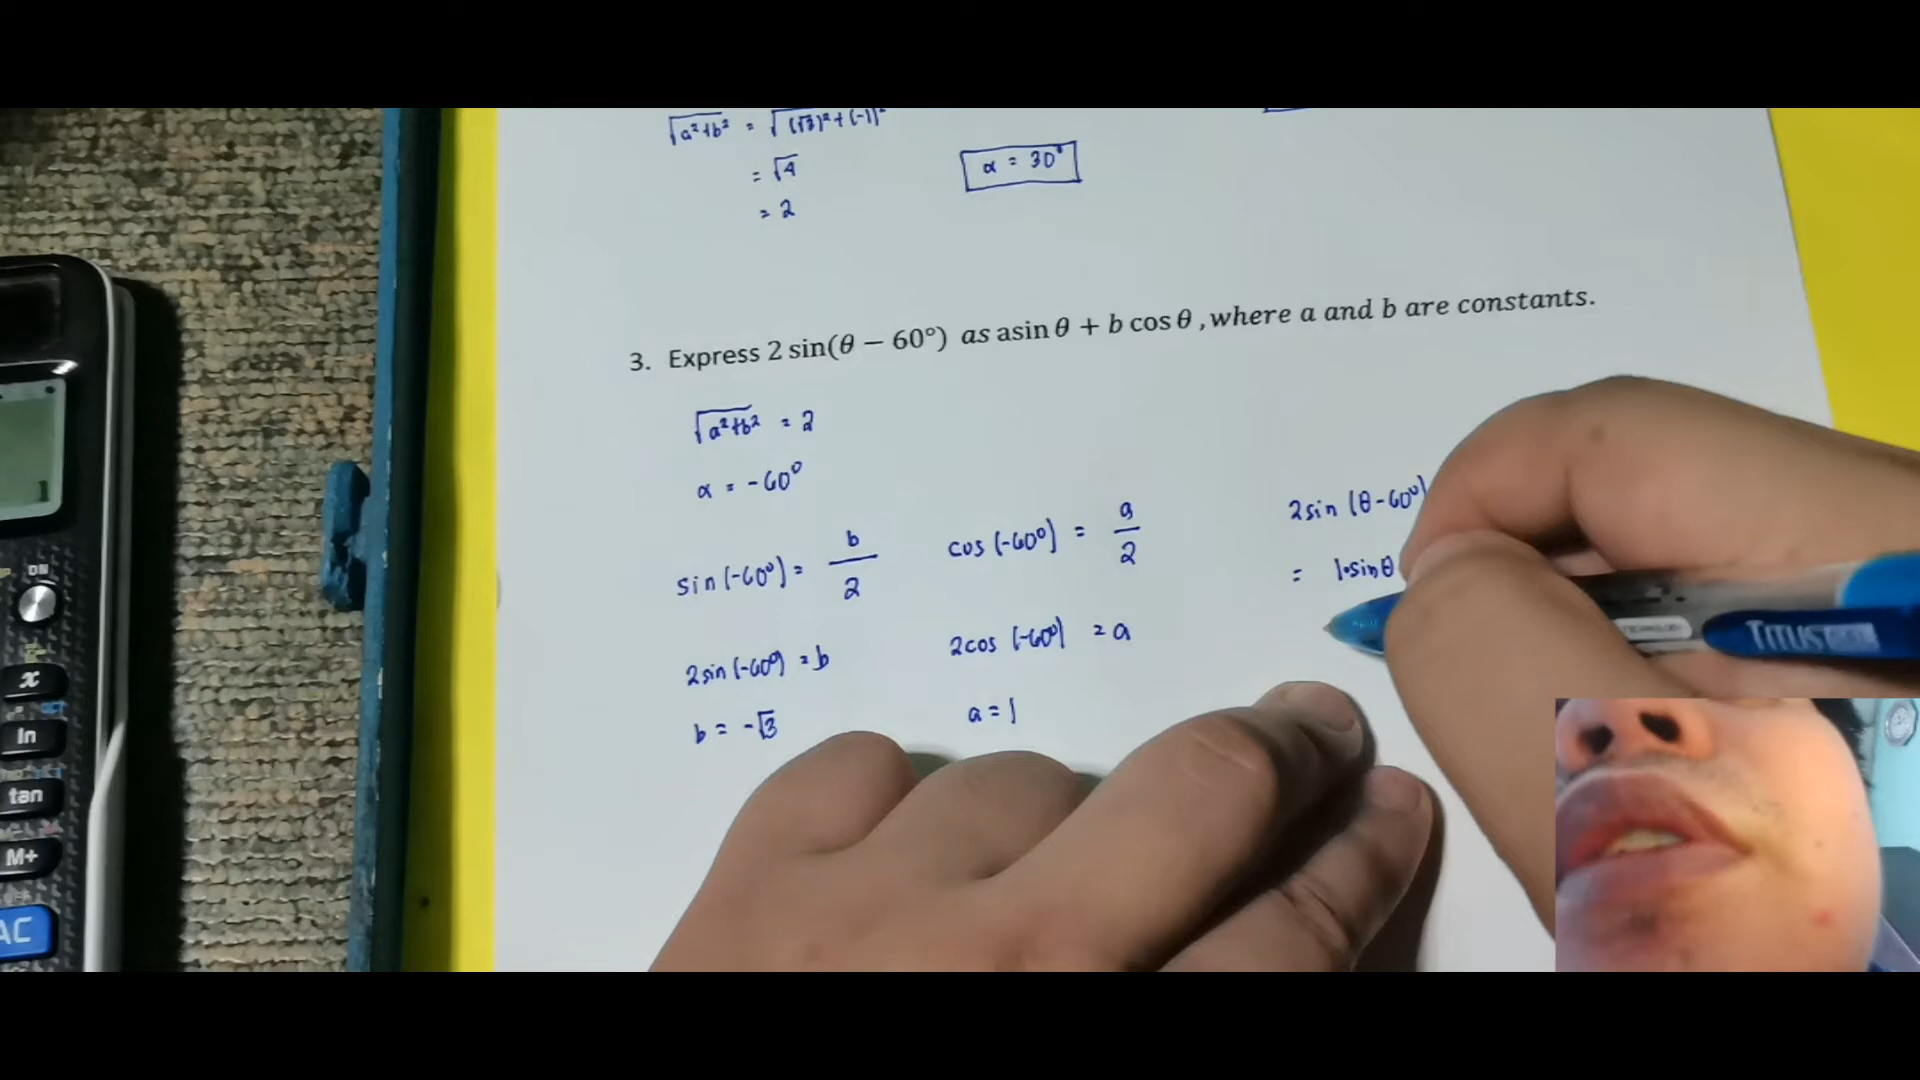 √a²+b² = √(√3)²+(-1)²
= √4
= 2
α = 30°
3. Express 2 sin(θ − 60°) as asin θ + b cos θ , where a and b are constants.
√a²+b² = 2
α = -60°
sin(-60°) = b/2
cos(-60°) = a/2
2sin(-60°) = b
2cos(-60°) = a
b = -√3
a = 1
2sin (θ-60°)
= 1·sinθ
ON
x
ln
tan
M+
AC
TITUS